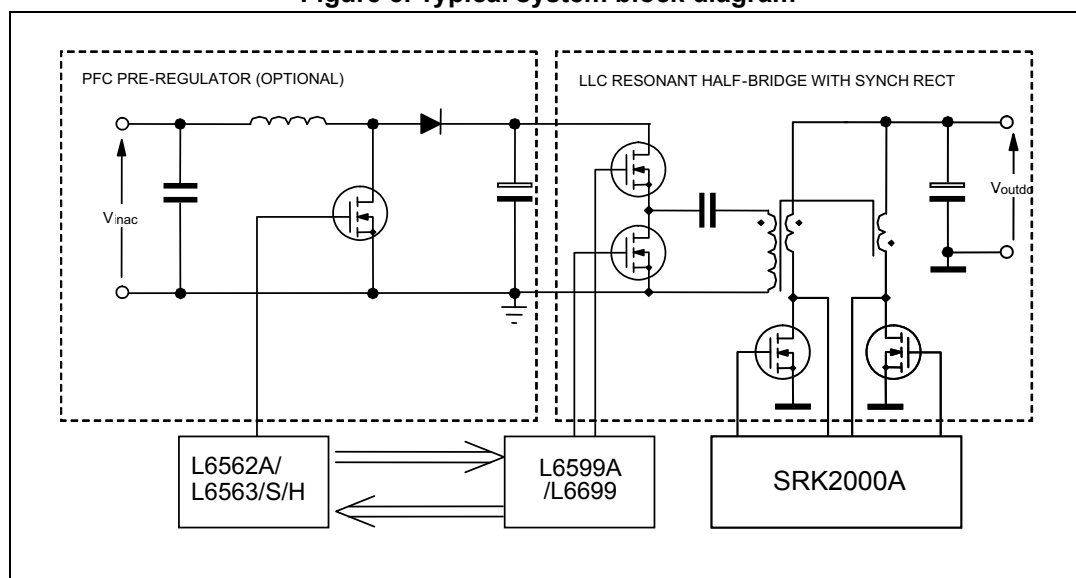 Figure 3. Typical system block diagram
PFC PRE-REGULATOR (OPTIONAL)
LLC RESONANT HALF-BRIDGE WITH SYNCH RECT
Vinac
Voutdc
L6562A/
L6563/S/H
L6599A
/L6699
SRK2000A